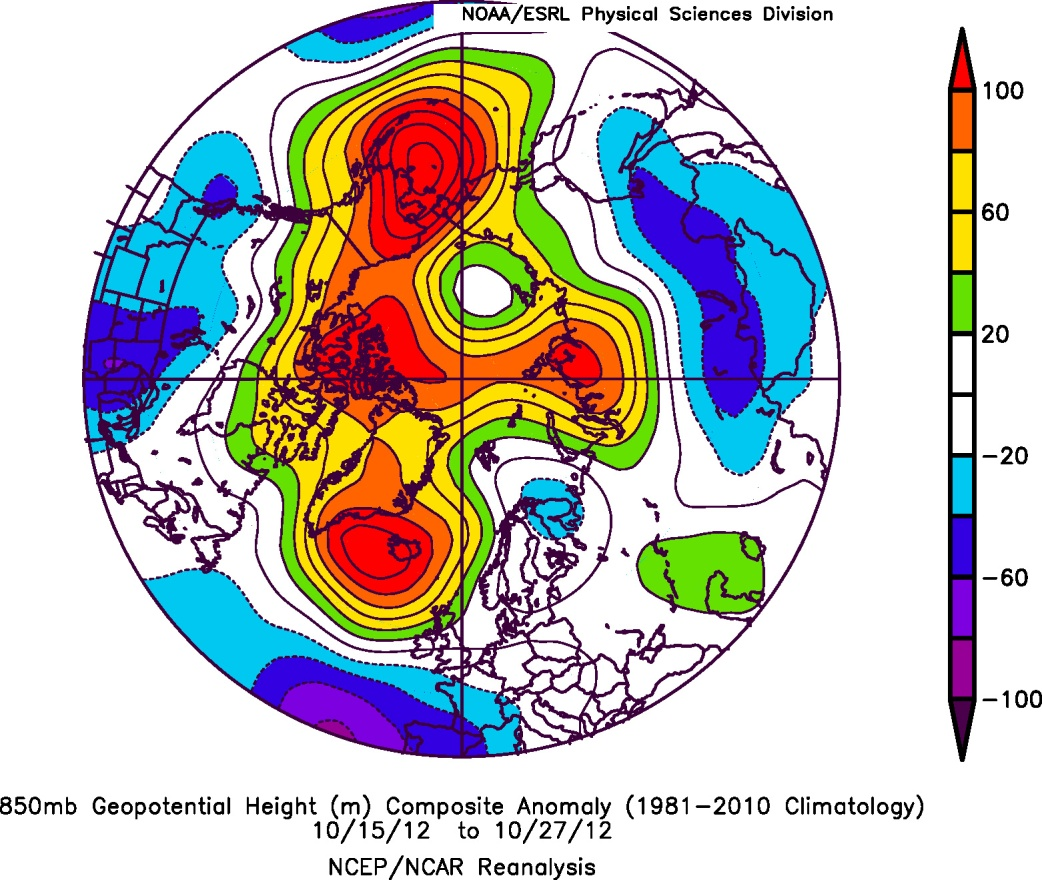 NOAA/ESRL Physical Sciences Division
100
60
20
−20
−60
−100
850mb Geopotential Height (m) Composite Anomaly (1981−2010 Climatology)
10/15/12 to 10/27/12
NCEP/NCAR Reanalysis